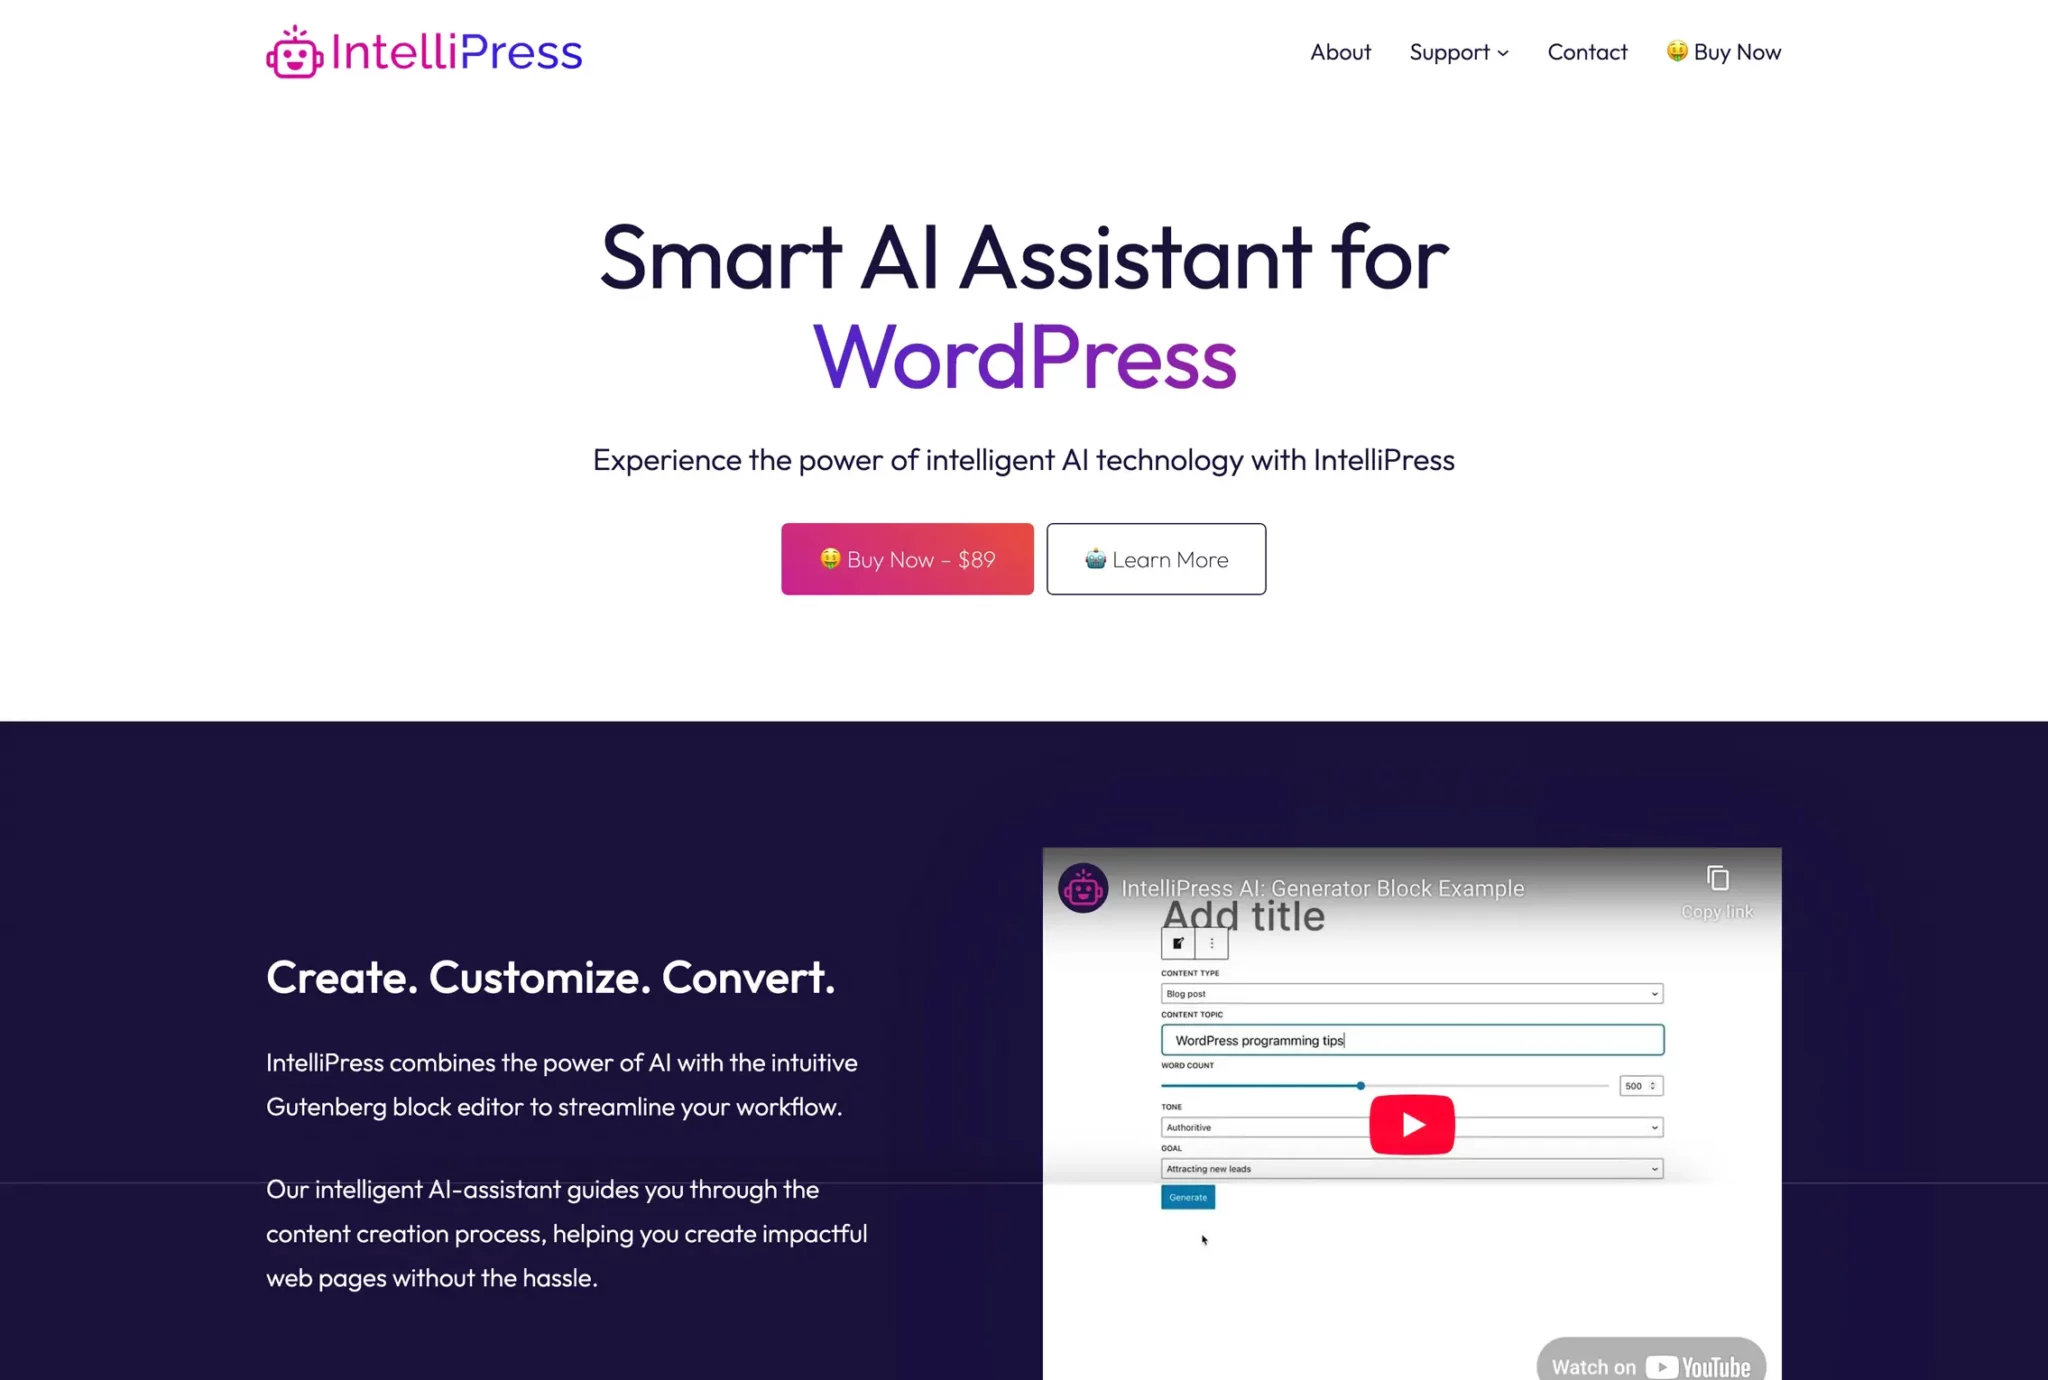 IntelliPress
About
Support
Contact
🤑 Buy Now
Smart AI Assistant for
WordPress
Experience the power of intelligent AI technology with IntelliPress
🤑 Buy Now – $89
🤖 Learn More
Create. Customize. Convert.
IntelliPress combines the power of AI with the intuitive
Gutenberg block editor to streamline your workflow.
Our intelligent AI-assistant guides you through the
content creation process, helping you create impactful
web pages without the hassle.
IntelliPress AI: Generator Block Example
Copy link
Add title
CONTENT TYPE
Blog post
CONTENT TOPIC
WordPress programming tips
WORD COUNT
500
TONE
Authoritive
GOAL
Attracting new leads
Generate
Watch on YouTube